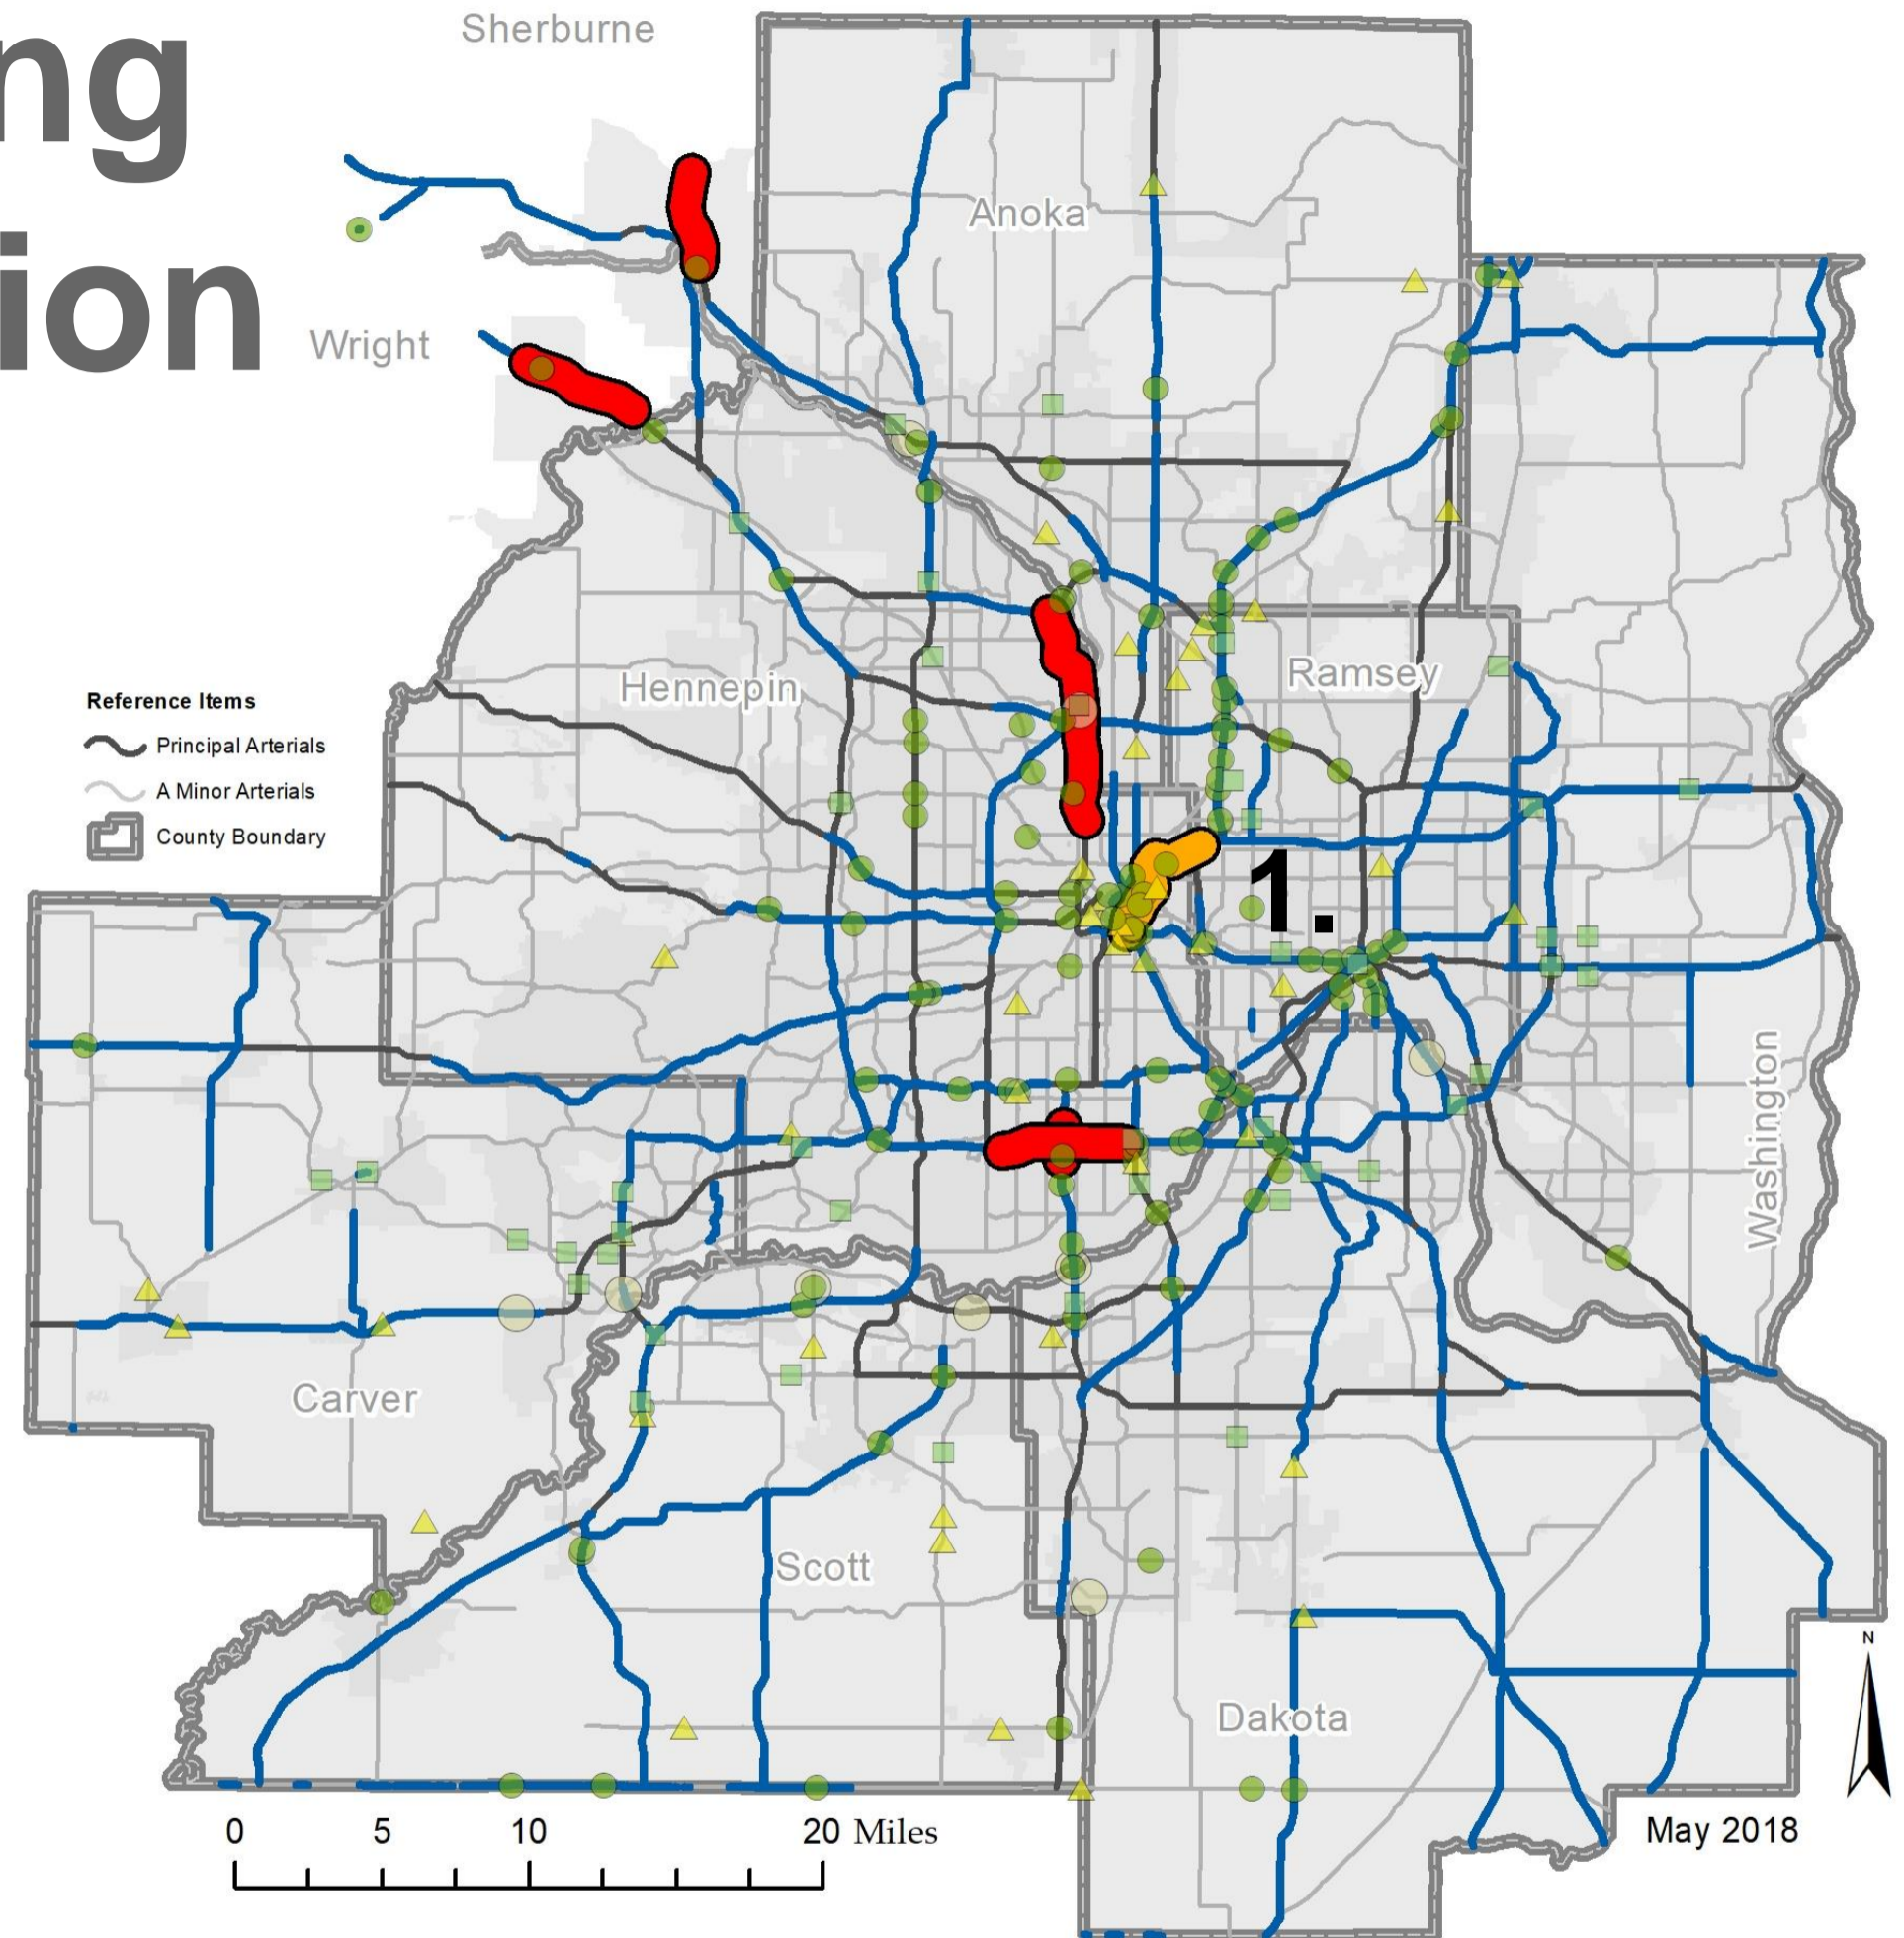 ng
ion
Sherburne
Anoka
Wright
Hennepin
Ramsey
Reference Items
Principal Arterials
A Minor Arterials
County Boundary
1.
Washington
Carver
Scott
Dakota
N
0 5 10 20 Miles
May 2018